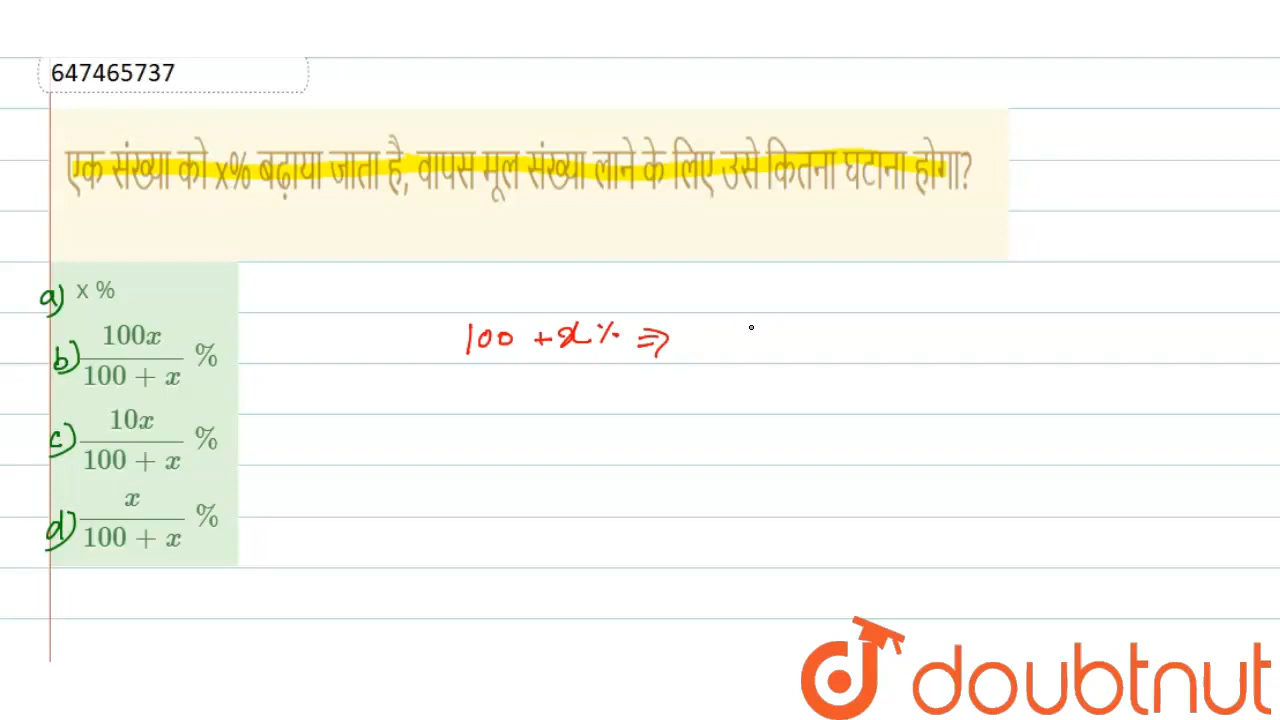 647465737
एक संख्या को x% बढ़ाया जाता है, वापस मूल संख्या लाने के लिए उसे कितना घटाना होगा?
a) x %
100 + x% ⇒
b) 100x / 100 + x %
c) 10x / 100 + x %
d) x / 100 + x %
doubtnut